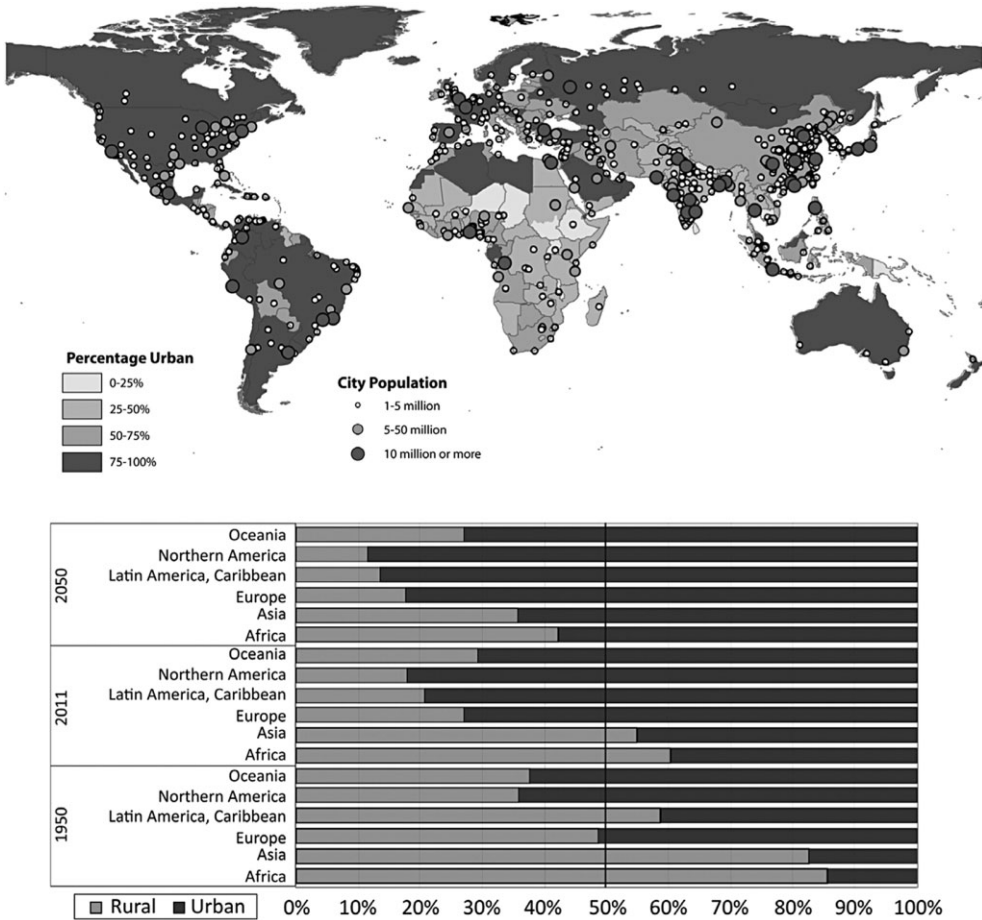 Percentage Urban
0-25%
25-50%
50-75%
75-100%
City Population
1-5 million
5-50 million
10 million or more
2050
Oceania
Northern America
Latin America, Caribbean
Europe
Asia
Africa
2011
Oceania
Northern America
Latin America, Caribbean
Europe
Asia
Africa
1950
Oceania
Northern America
Latin America, Caribbean
Europe
Asia
Africa
Rural Urban
0% 10% 20% 30% 40% 50% 60% 70% 80% 90% 100%